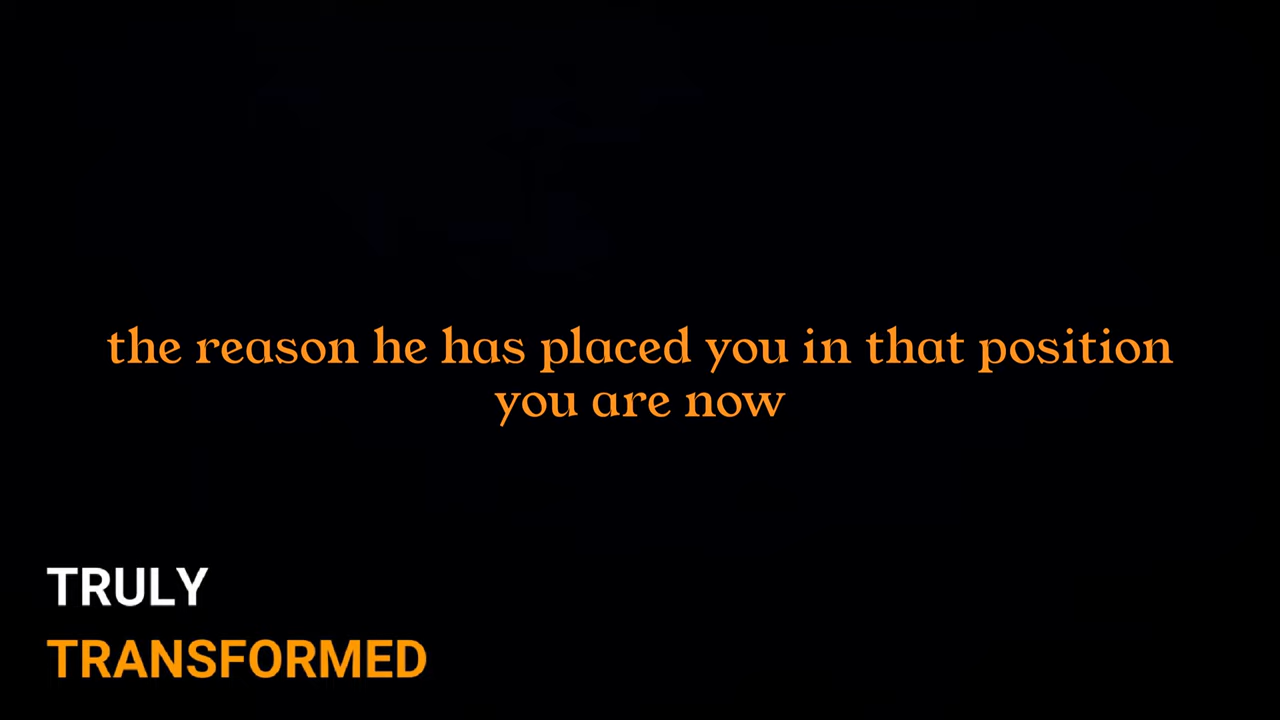 the reason he has placed you in that position
you are now
TRULY
TRANSFORMED